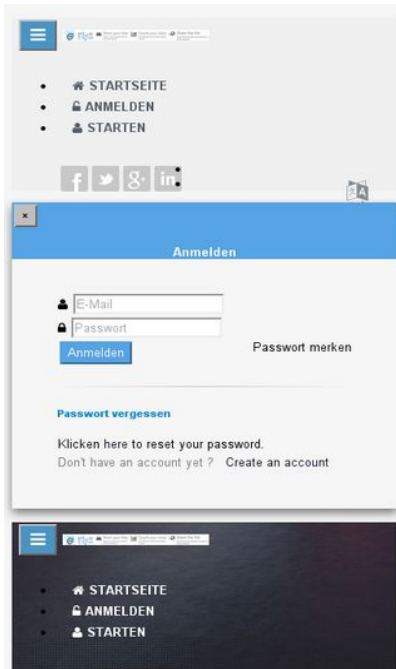 STARTSEITE
ANMELDEN
STARTEN
Anmelden
E-Mail
Passwort
Anmelden
Passwort merken
Passwort vergessen
Klicken here to reset your password.
Don't have an account yet ? Create an account
STARTSEITE
ANMELDEN
STARTEN